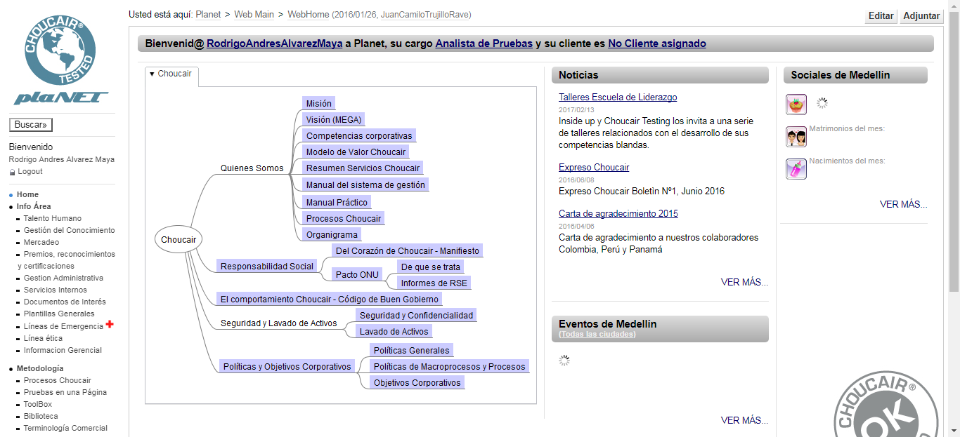 CHOUCAIR
TESTED
plaNET
Buscar»
Bienvenido
Rodrigo Andres Alvarez Maya
Logout
Home
Info Área
Talento Humano
Gestión del Conocimiento
Mercadeo
Premios, reconocimientos
y certificaciones
Gestion Administrativa
Servicios Internos
Documentos de Interés
Plantillas Generales
Líneas de Emergencia
Línea ética
Informacion Gerencial
Metodología
Procesos Choucair
Pruebas en una Página
ToolBox
Biblioteca
Terminología Comercial
Usted está aquí: Planet > Web Main > WebHome (2016/01/26, JuanCamiloTrujilloRave)
Editar
Adjuntar
Bienvenid@ RodrigoAndresAlvarezMaya a Planet, su cargo Analista de Pruebas y su cliente es No Cliente asignado
▼ Choucair
Choucair
Quienes Somos
Misión
Visión (MEGA)
Competencias corporativas
Modelo de Valor Choucair
Resumen Servicios Choucair
Manual del sistema de gestión
Manual Práctico
Procesos Choucair
Organigrama
Responsabilidad Social
Del Corazón de Choucair - Manifiesto
Pacto ONU
De que se trata
Informes de RSE
El comportamiento Choucair - Código de Buen Gobierno
Seguridad y Lavado de Activos
Seguridad y Confidencialidad
Lavado de Activos
Políticas y Objetivos Corporativos
Políticas Generales
Políticas de Macroprocesos y Procesos
Objetivos Corporativos
Noticias
Talleres Escuela de Liderazgo
2017/02/13
Inside up y Choucair Testing los invita a una serie
de talleres relacionados con el desarrollo de sus
competencias blandas.
Expreso Choucair
2016/08/08
Expreso Choucair Boletin Nº1, Junio 2016
Carta de agradecimiento 2015
2016/04/06
Carta de agradecimiento a nuestros colaboradores
Colombia, Perú y Panamá
VER MÁS...
Eventos de Medellín
(Todas las ciudades)
VER MÁS...
Sociales de Medellín
Matrimonios del mes:
Nacimientos del mes:
VER MÁS...
CHOUCAIR
OK